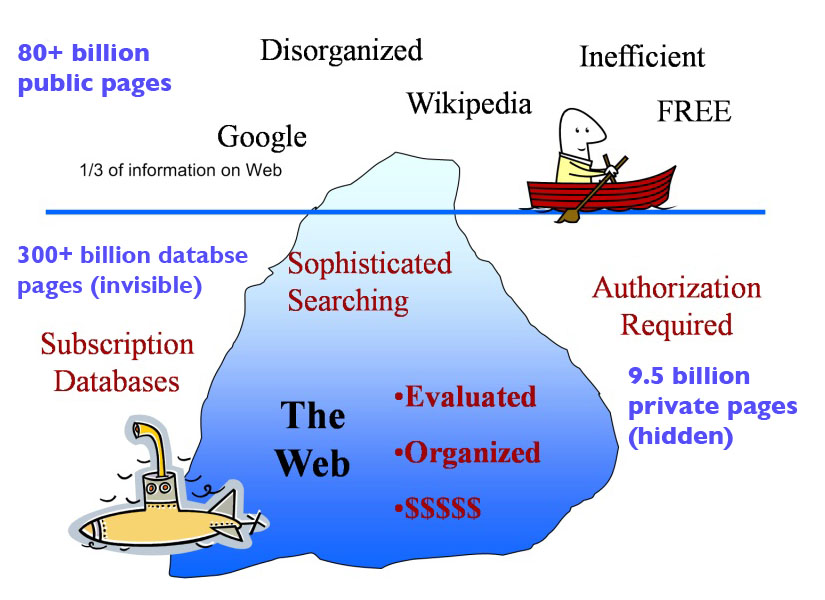 80+ billion
public pages
Disorganized
Inefficient
Wikipedia
FREE
Google
1/3 of information on Web
300+ billion databse
pages (invisible)
Sophisticated
Searching
Authorization
Required
Subscription
Databases
9.5 billion
private pages
(hidden)
The
Web
•Evaluated
•Organized
•$$$$$